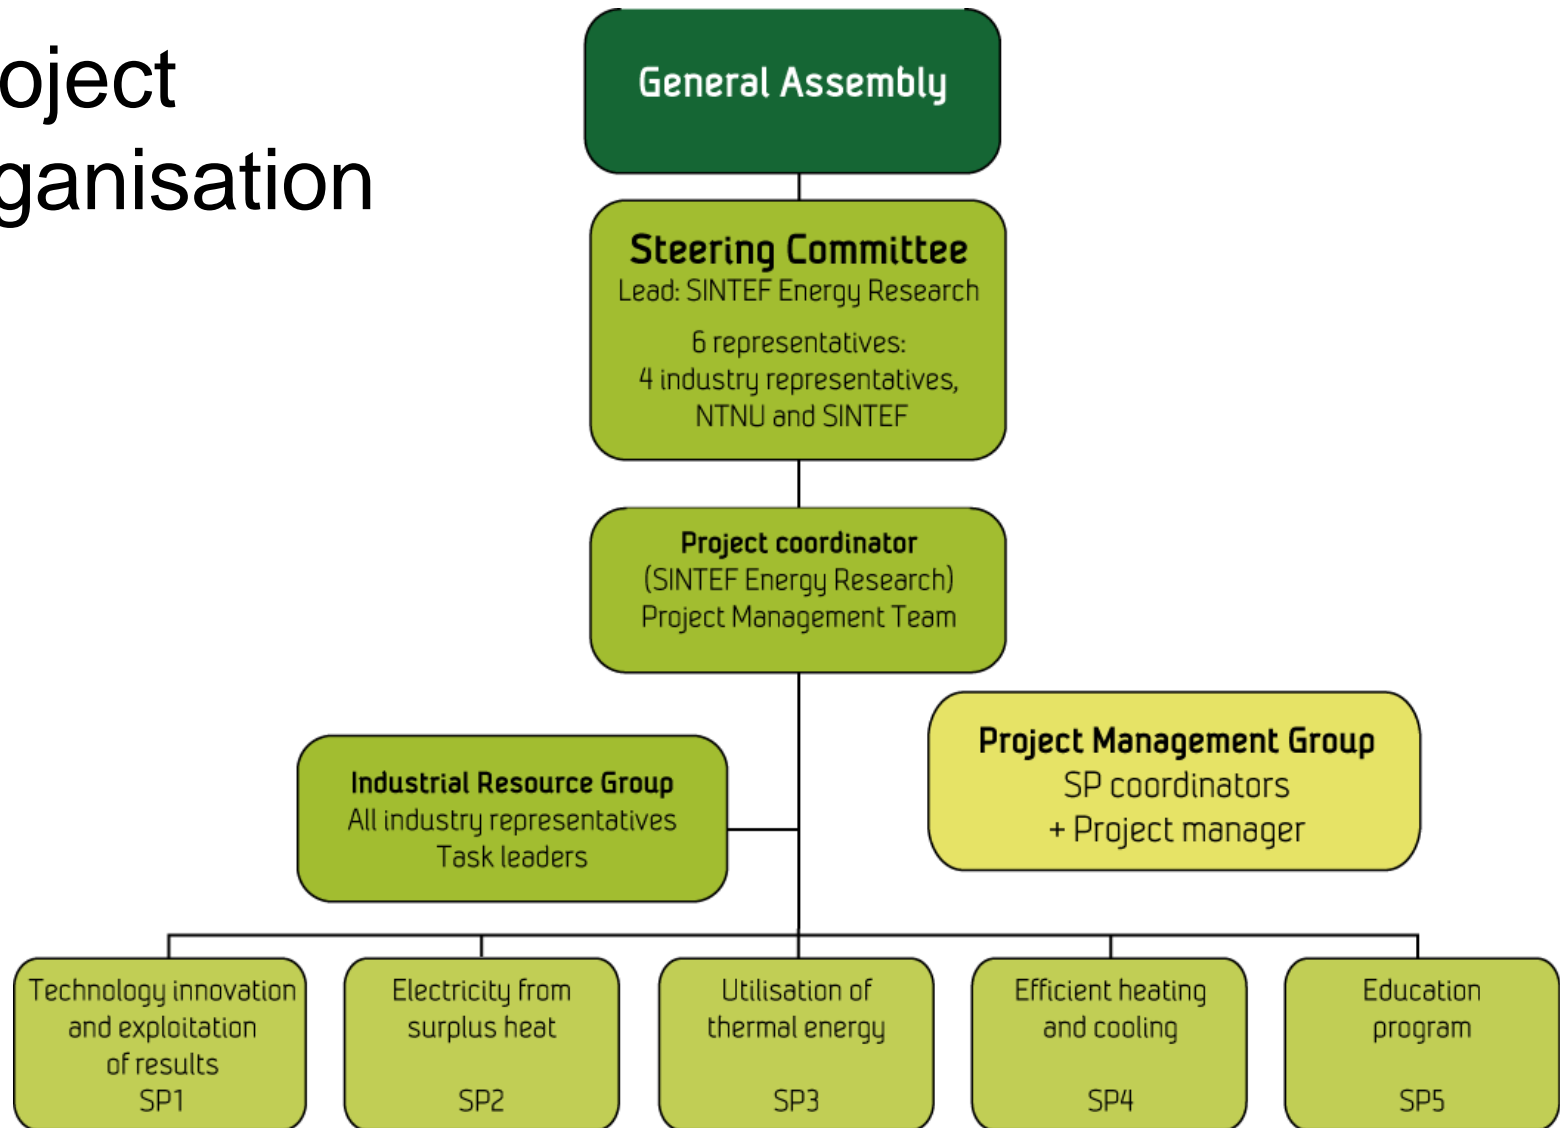 oject
ganisation
General Assembly
Steering Committee
Lead: SINTEF Energy Research
6 representatives:
4 industry representatives,
NTNU and SINTEF
Project coordinator
(SINTEF Energy Research)
Project Management Team
Project Management Group
SP coordinators
+ Project manager
Industrial Resource Group
All industry representatives
Task leaders
Technology innovation
and exploitation
of results
SP1
Electricity from
surplus heat
SP2
Utilisation of
thermal energy
SP3
Efficient heating
and cooling
SP4
Education
program
SP5